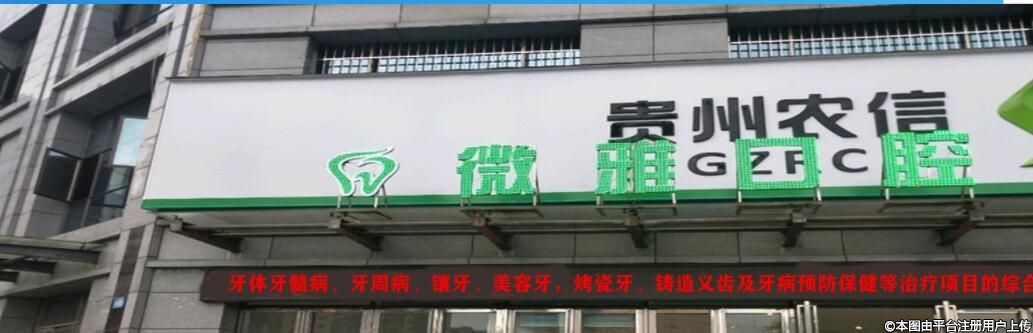 贵州农信
GZRC
微雅口腔
牙体牙髓病、牙周病、镶牙、美容牙，烤瓷牙、铸造义齿及牙病预防保健等治疗项目的综合
©本图由平台注册用户上传